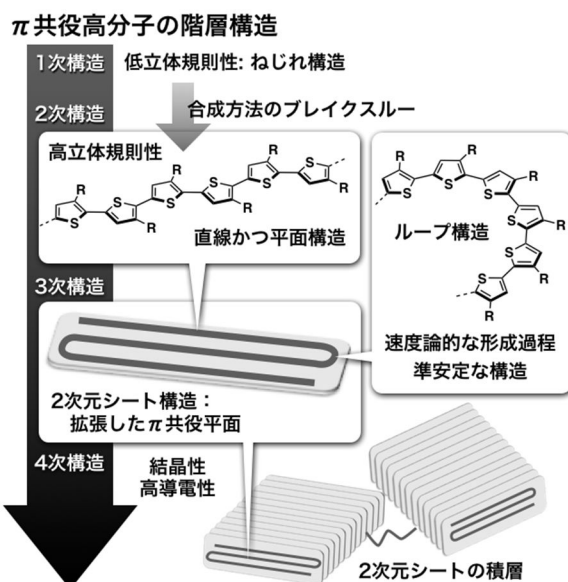 π共役高分子の階層構造
1次構造
低立体規則性: ねじれ構造
合成方法のブレイクスルー
2次構造
高立体規則性
R
R
R
S
S
S
S
S
S
R
R
R
直線かつ平面構造
R
R
S
S
S
R
S
R
S
R
S
R
ループ構造
速度論的な形成過程
準安定な構造
3次構造
2次元シート構造：
拡張したπ共役平面
4次構造
結晶性
高導電性
2次元シートの積層